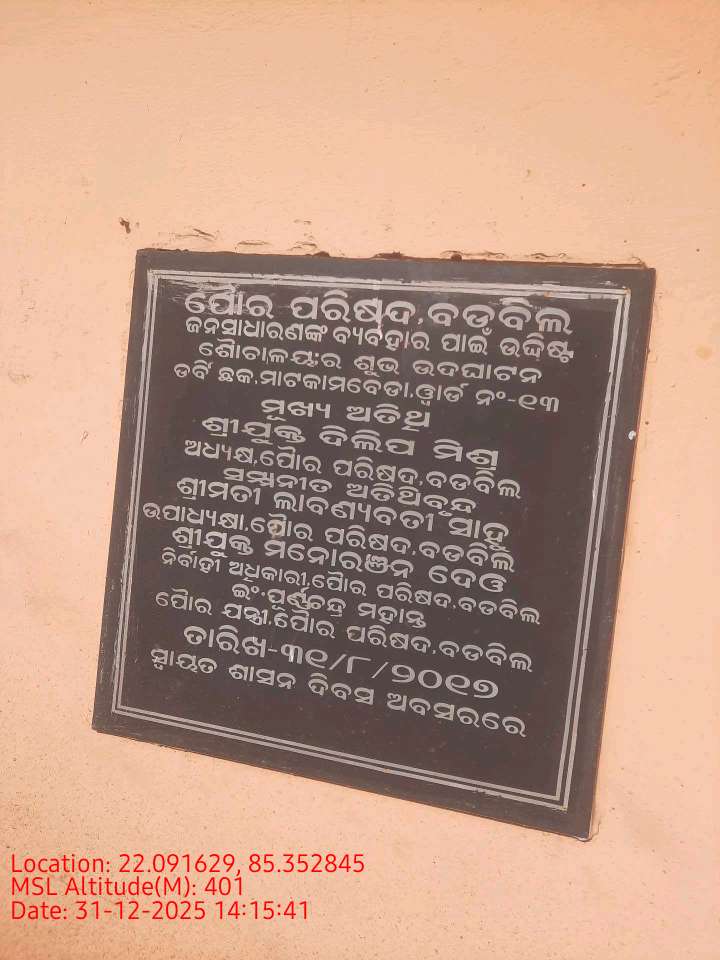 ପୌର ପରିଷଦ,ବଡବିଲ
ଜନସାଧାରଣଙ୍କ ବ୍ୟବହାର ପାଇଁ ଉଦ୍ଦିଷ୍ଟ
ଶୌଚାଳୟ:ର ଶୁଭ ଉଦଘାଟନ
ଡର୍ବି ଛକ,ମାଟକାମବେଡା,ୱାର୍ଡ ନଂ-୧୩
ମୂଖ୍ୟ ଅତିଥି
ଶ୍ରୀଯୁକ୍ତ ଦିଲିପ ମିଶ୍ର
ଅଧ୍ୟକ୍ଷ,ପୌର ପରିଷଦ,ବଡବିଲ
ସମ୍ମାନୀତ ଅତିଥିବୃନ୍ଦ
ଶ୍ରୀମତୀ ଲାବଣ୍ୟବତୀ ସାହୁ
ଉପାଧ୍ୟକ୍ଷା,ପୌର ପରିଷଦ,ବଡବିଲ
ଶ୍ରୀଯୁକ୍ତ ମନୋରଞ୍ଜନ ଦେଓ
ନିର୍ବାହୀ ଅଧିକାରୀ,ପୌର ପରିଷଦ,ବଡବିଲ
ଇଂ.ପୂର୍ଣ୍ଣଚନ୍ଦ୍ର ମହାନ୍ତ
ପୌର ଯନ୍ତ୍ରୀ,ପୌର ପରିଷଦ,ବଡବିଲ
ତାରିଖ-୩୧/୮/୨୦୧୭
ସ୍ୱାୟତ ଶାସନ ଦିବସ ଅବସରରେ
Location: 22.091629, 85.352845
MSL Altitude(M): 401
Date: 31-12-2025 14:15:41